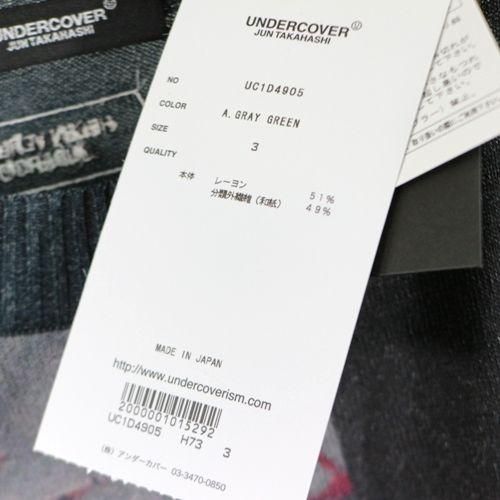 UNDERCOVER
JUN TAKAHASHI
UNDERCOVER
JUN TAKAHASHI
NO UC1D4905
COLOR A.GRAY GREEN
SIZE 3
QUALITY
本体 レーヨン 51%
分類外繊維(和紙) 49%
MADE IN JAPAN
http://www.undercoverism.com
2000001015292
UC1D4905 H73 3
(株)アンダーカバー 03-3470-0850